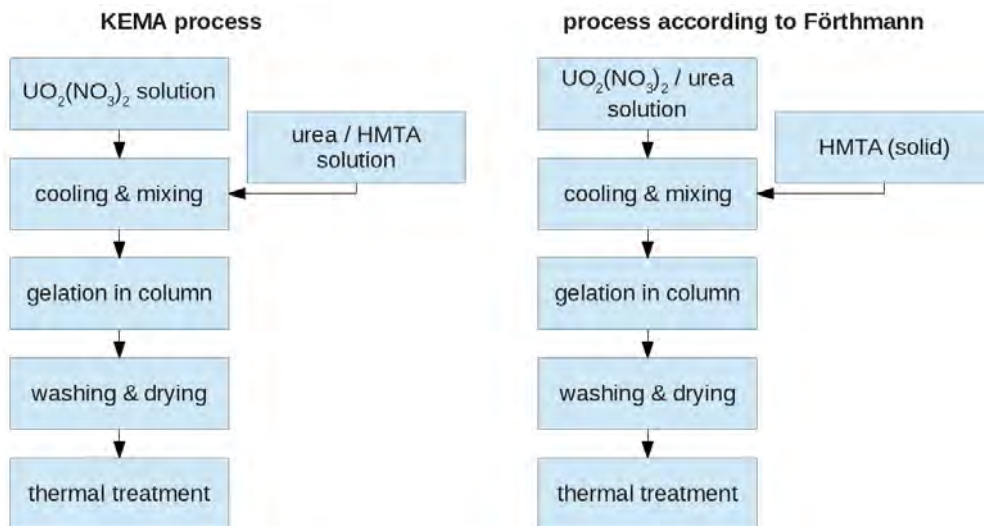 KEMA process
UO₂(NO₃)₂ solution
urea / HMTA
solution
cooling & mixing
gelation in column
washing & drying
thermal treatment
process according to Förthmann
UO₂(NO₃)₂ / urea
solution
HMTA (solid)
cooling & mixing
gelation in column
washing & drying
thermal treatment